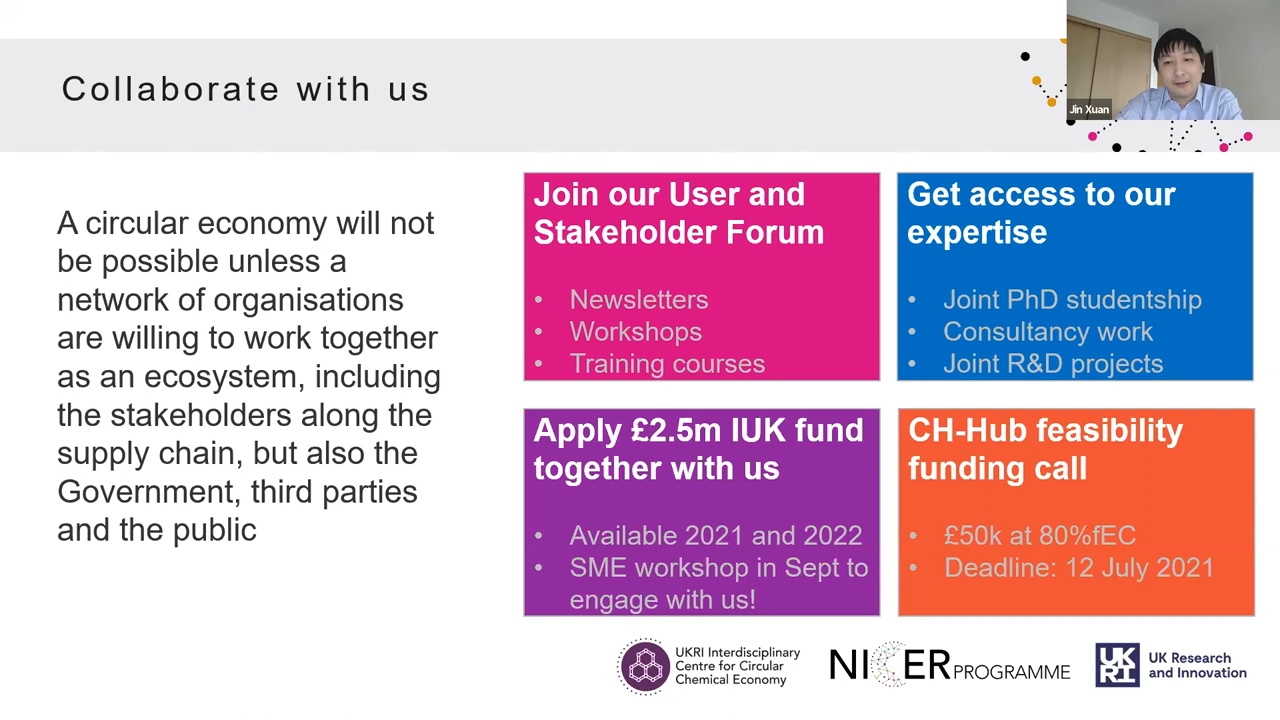 Collaborate with us
Jin Xuan
A circular economy will not
be possible unless a
network of organisations
are willing to work together
as an ecosystem, including
the stakeholders along the
supply chain, but also the
Government, third parties
and the public
Join our User and
Stakeholder Forum
• Newsletters
• Workshops
• Training courses
Get access to our
expertise
• Joint PhD studentship
• Consultancy work
• Joint R&D projects
Apply £2.5m IUK fund
together with us
• Available 2021 and 2022
• SME workshop in Sept to
engage with us!
CH-Hub feasibility
funding call
• £50k at 80%fEC
• Deadline: 12 July 2021
UKRI Interdisciplinary
Centre for Circular
Chemical Economy
NICER PROGRAMME
UKRI
UK Research
and Innovation